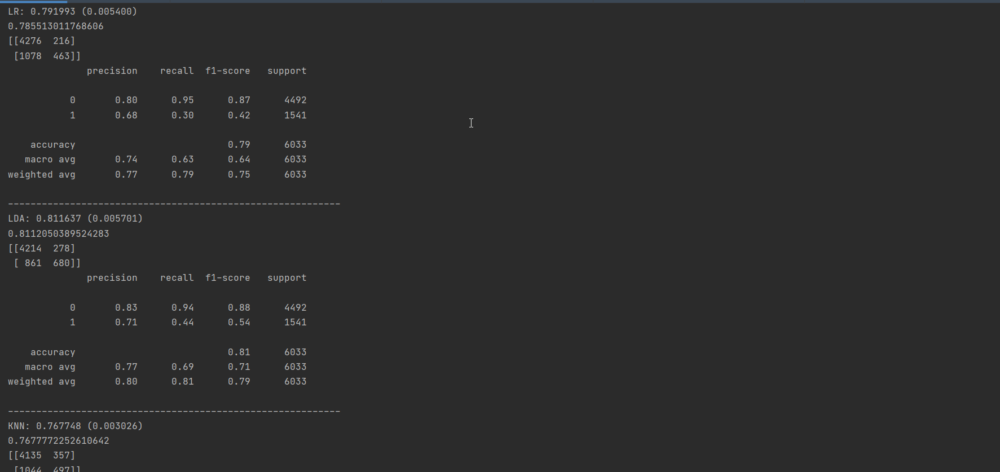 LR: 0.791993 (0.005400)
0.785513011768606
[[4276  216]
 [1078  463]]
              precision    recall  f1-score   support

           0       0.80      0.95      0.87      4492
           1       0.68      0.30      0.42      1541

    accuracy                           0.79      6033
   macro avg       0.74      0.63      0.64      6033
weighted avg       0.77      0.79      0.75      6033

-----------------------------------------------------------
LDA: 0.811637 (0.005701)
0.8112050389524283
[[4214  278]
 [ 861  680]]
              precision    recall  f1-score   support

           0       0.83      0.94      0.88      4492
           1       0.71      0.44      0.54      1541

    accuracy                           0.81      6033
   macro avg       0.77      0.69      0.71      6033
weighted avg       0.80      0.81      0.79      6033

-----------------------------------------------------------
KNN: 0.767748 (0.003026)
0.7677772252610642
[[4135  357]
 [1044  497]]